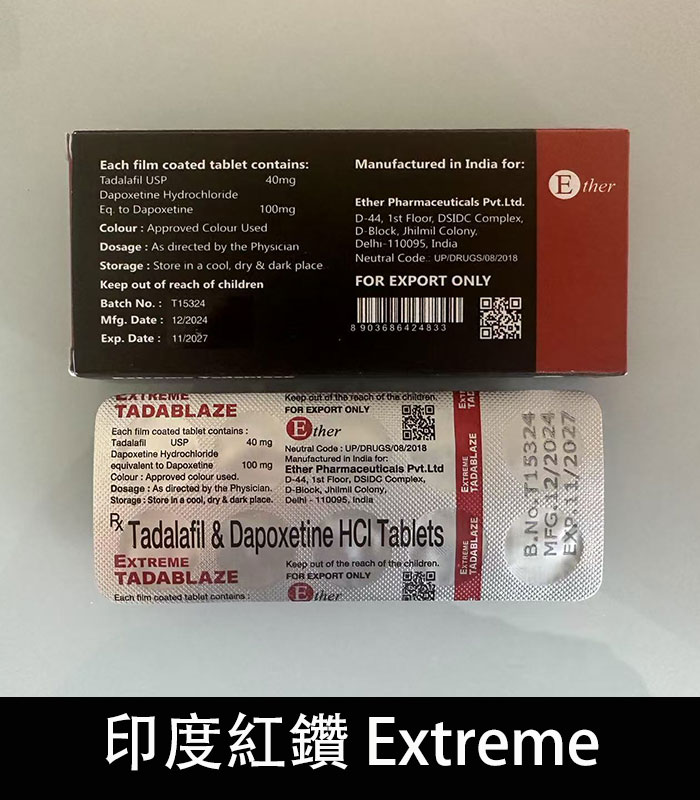 Each film coated tablet contains:
Tadalafil USP 40mg
Dapoxetine Hydrochloride
Eq. to Dapoxetine 100mg
Colour : Approved Colour Used
Dosage : As directed by the Physician
Storage : Store in a cool, dry & dark place
Keep out of reach of children
Batch No. : T15324
Mfg. Date : 12/2024
Exp. Date : 11/2027
Manufactured in India for:
Ether Pharmaceuticals Pvt.Ltd.
D-44, 1st Floor, DSIDC Complex,
D-Block, Jhilmil Colony,
Delhi-110095, India
Neutral Code.: UP/DRUGS/08/2018
FOR EXPORT ONLY
8 903686 424833
Ether
EXTREME
TADABLAZE
Each film coated tablet contains :
Tadalafil USP 40 mg
Dapoxetine Hydrochloride
equivalent to Dapoxetine 100 mg
Colour : Approved colour used.
Dosage : As directed by the Physician.
Storage : Store in a cool, dry & dark place.
Keep out of the reach of the children.
FOR EXPORT ONLY
Ether
Neutral Code : UP/DRUGS/08/2018
Manufactured in India for:
Ether Pharmaceuticals Pvt.Ltd
D-44, 1st Floor, DSIDC Complex,
D-Block, Jhilmil Colony,
Delhi - 110095, India
Rx Tadalafil & Dapoxetine HCl Tablets
EXTREME
TADABLAZE
Each film coated tablet contains :
Keep out of the reach of the children.
FOR EXPORT ONLY
Ether
EXTREME
TADABLAZE
EXTREME
TADABLAZE
B.No.T15324
MFG.12/2024
EXP.11/2027
印度紅鑽 Extreme